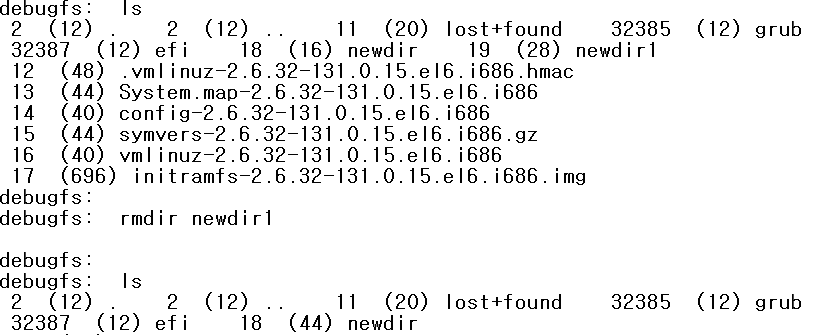 debugfs:  ls
 2  (12) .    2  (12) ..    11  (20) lost+found    32385  (12) grub
 32387  (12) efi    18  (16) newdir    19  (28) newdir1
 12  (48) .vmlinuz-2.6.32-131.0.15.el6.i686.hmac
 13  (44) System.map-2.6.32-131.0.15.el6.i686
 14  (40) config-2.6.32-131.0.15.el6.i686
 15  (44) symvers-2.6.32-131.0.15.el6.i686.gz
 16  (40) vmlinuz-2.6.32-131.0.15.el6.i686
 17  (696) initramfs-2.6.32-131.0.15.el6.i686.img
debugfs:
debugfs:  rmdir newdir1
debugfs:
debugfs:  ls
 2  (12) .    2  (12) ..    11  (20) lost+found    32385  (12) grub
 32387  (12) efi    18  (44) newdir